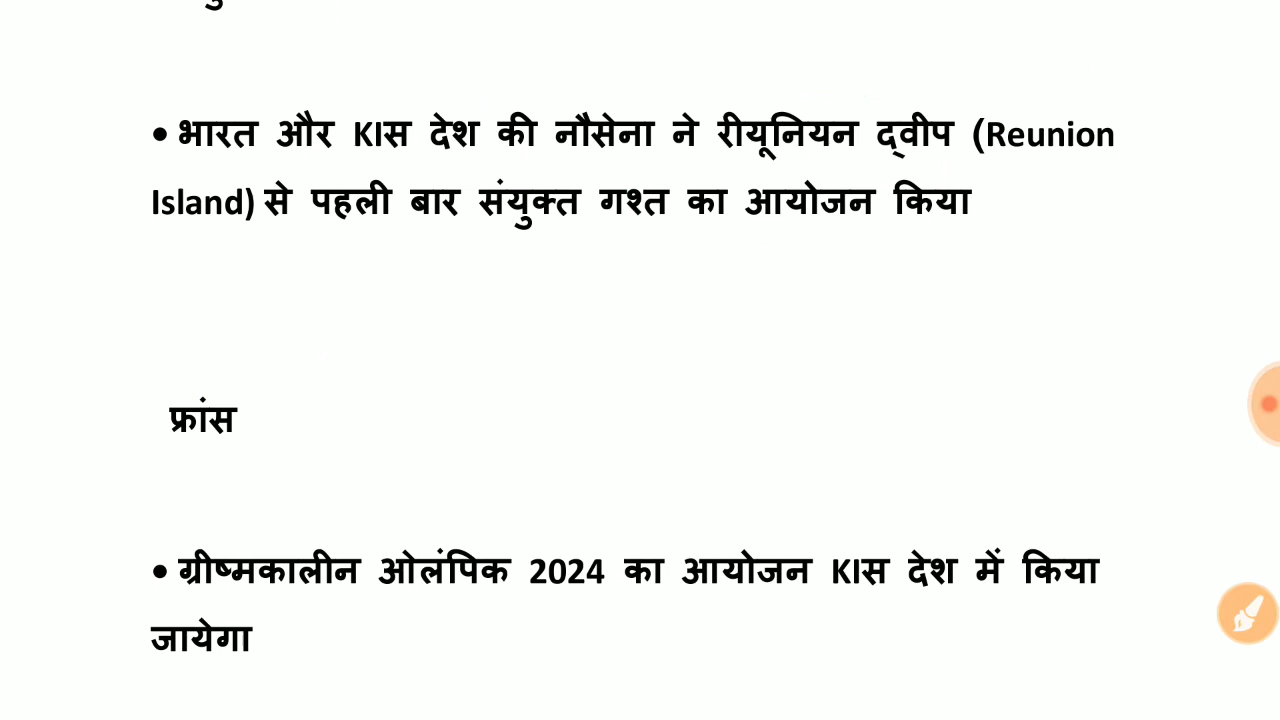 • भारत और KIस देश की नौसेना ने रीयूनियन द्वीप (Reunion
Island) से पहली बार संयुक्त गश्त का आयोजन किया
फ्रांस
• ग्रीष्मकालीन ओलंपिक 2024 का आयोजन KIस देश में किया
जायेगा